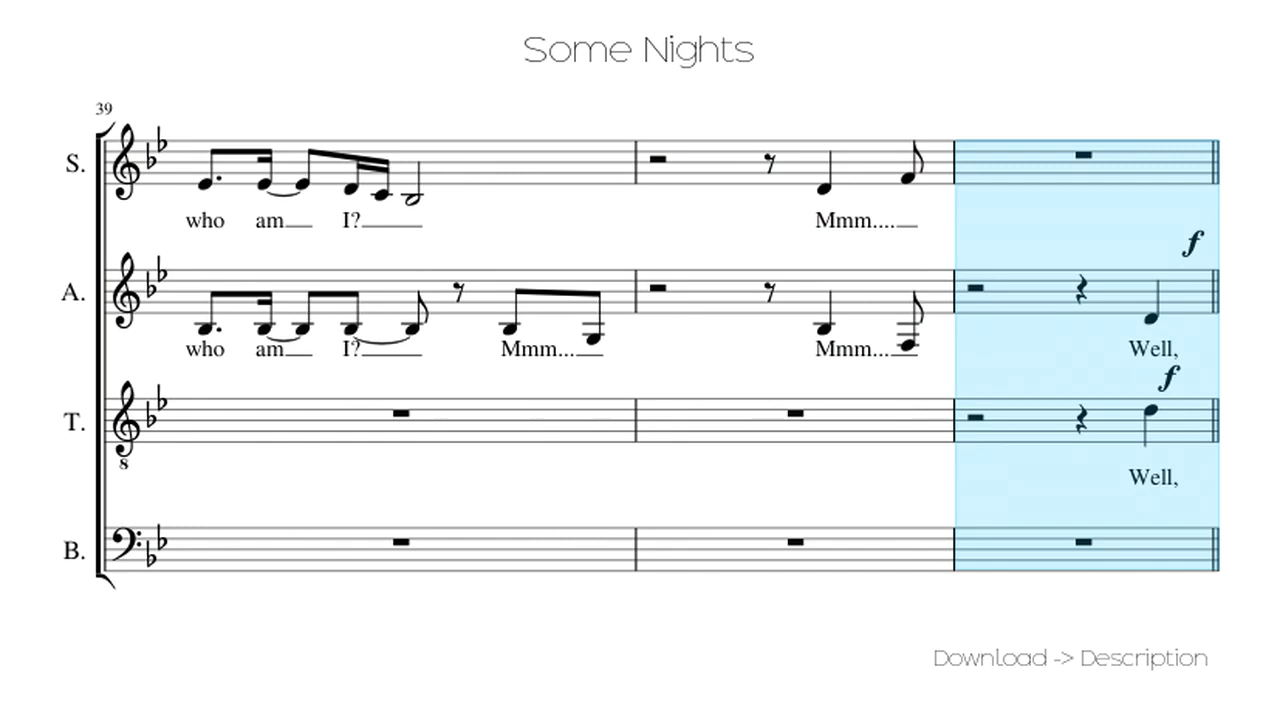 Some Nights
39
S.
who am I?
Mmm....
f
A.
who am I? Mmm...
Mmm...
Well,
f
T.
8
Well,
B.
Download -> Description